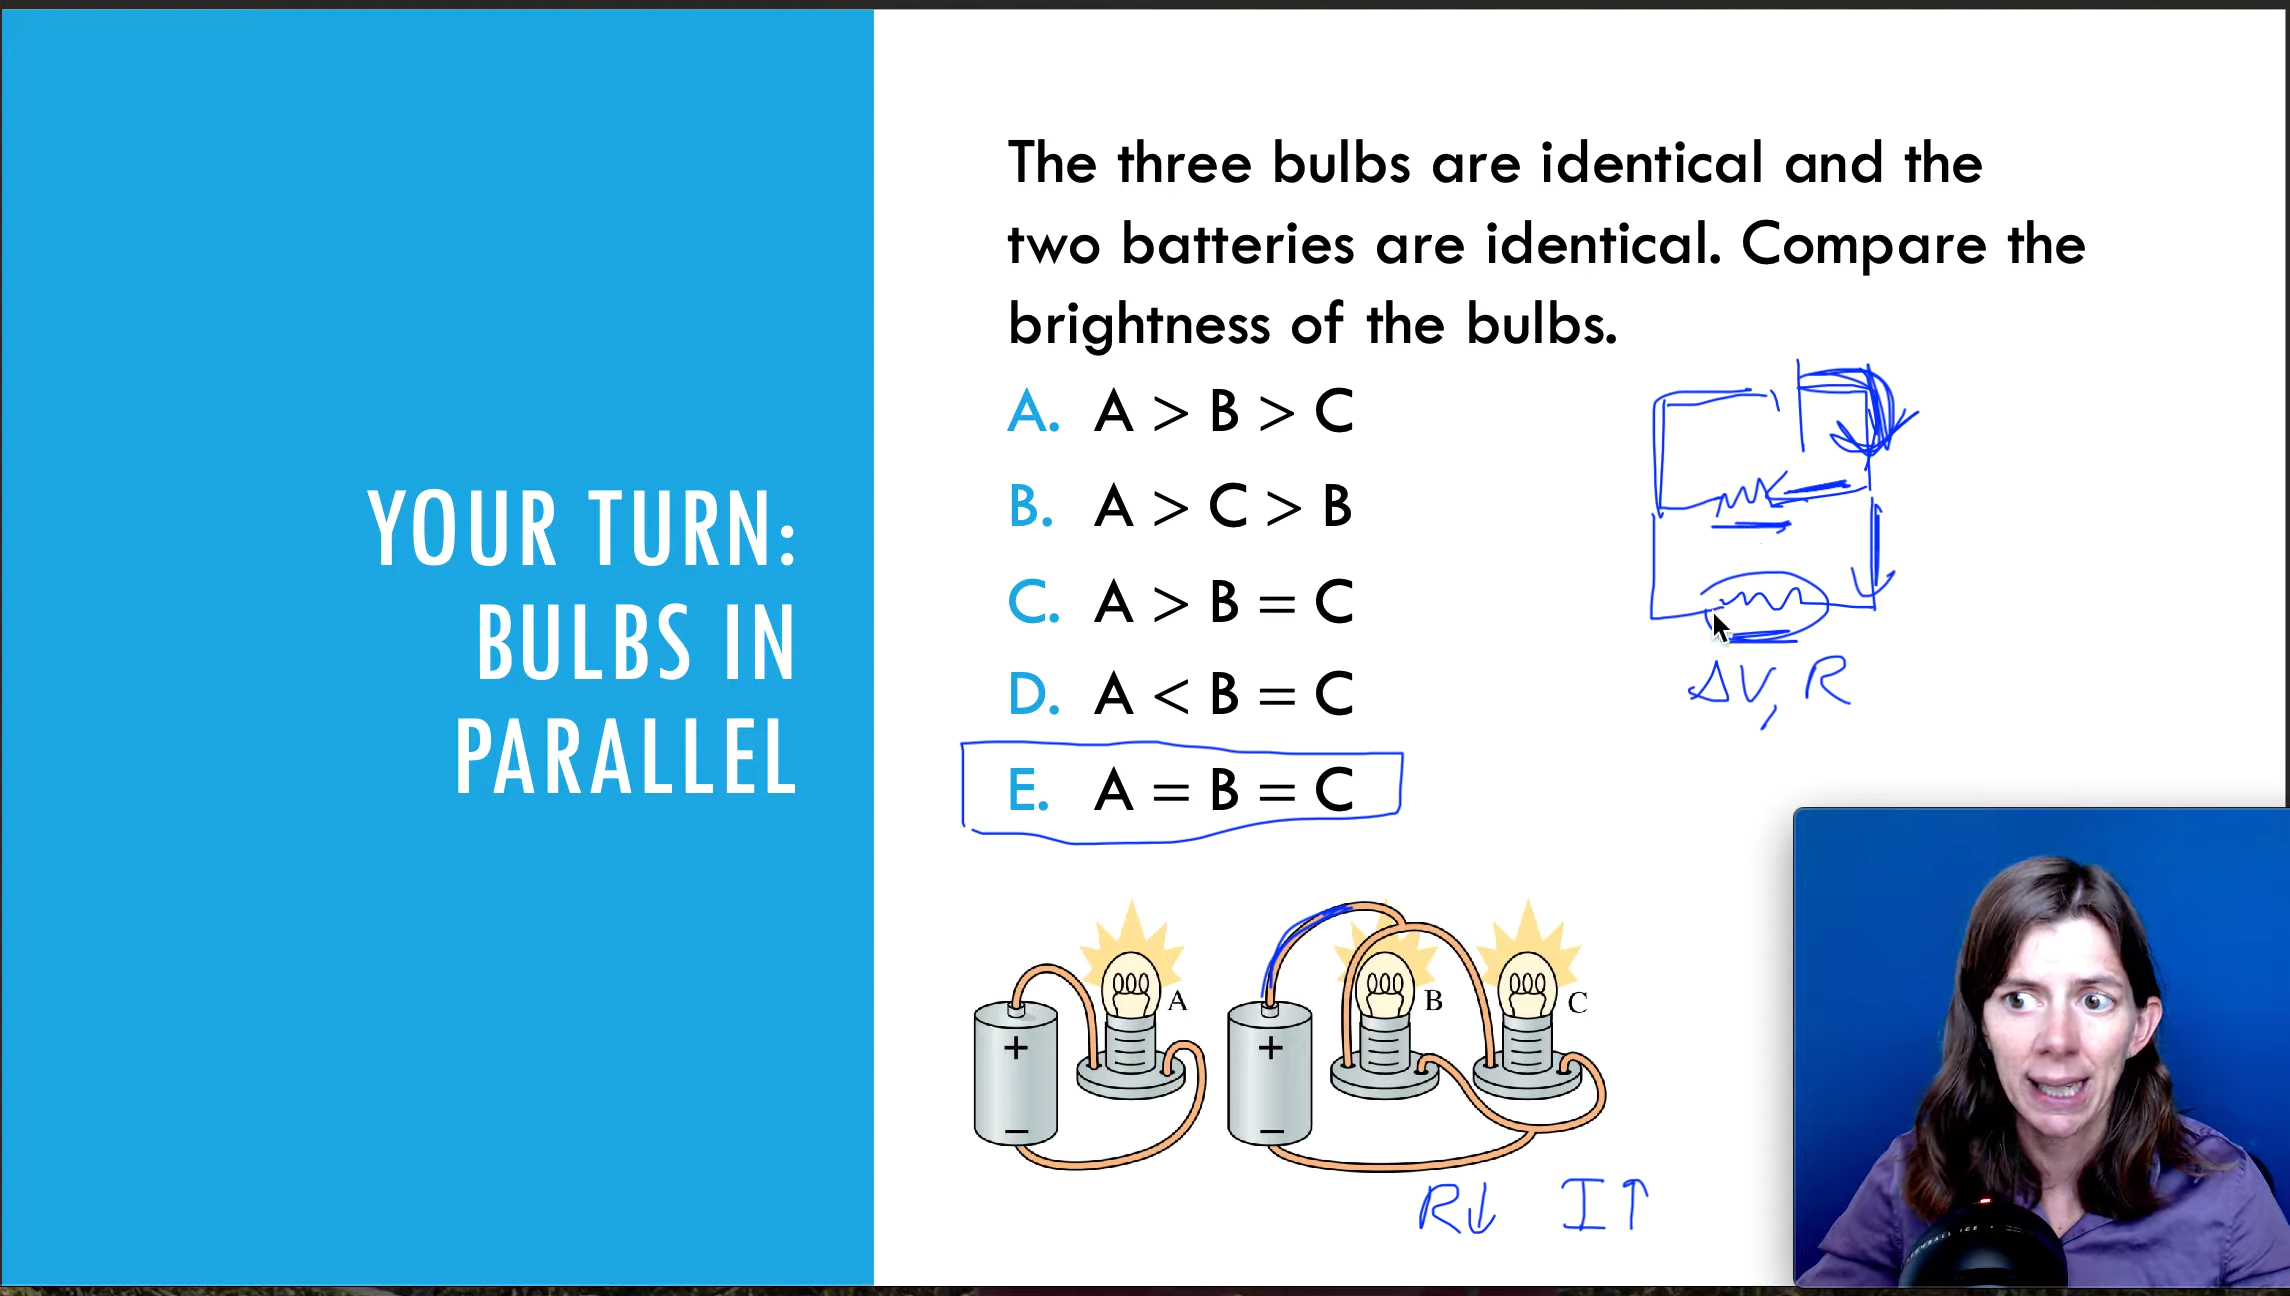 YOUR TURN:
BULBS IN
PARALLEL
The three bulbs are identical and the
two batteries are identical. Compare the
brightness of the bulbs.
A. A > B > C
B. A > C > B
C. A > B = C
D. A < B = C
E. A = B = C
ΔV, R
A
B
C
+
+
−
−
R↓ I↑